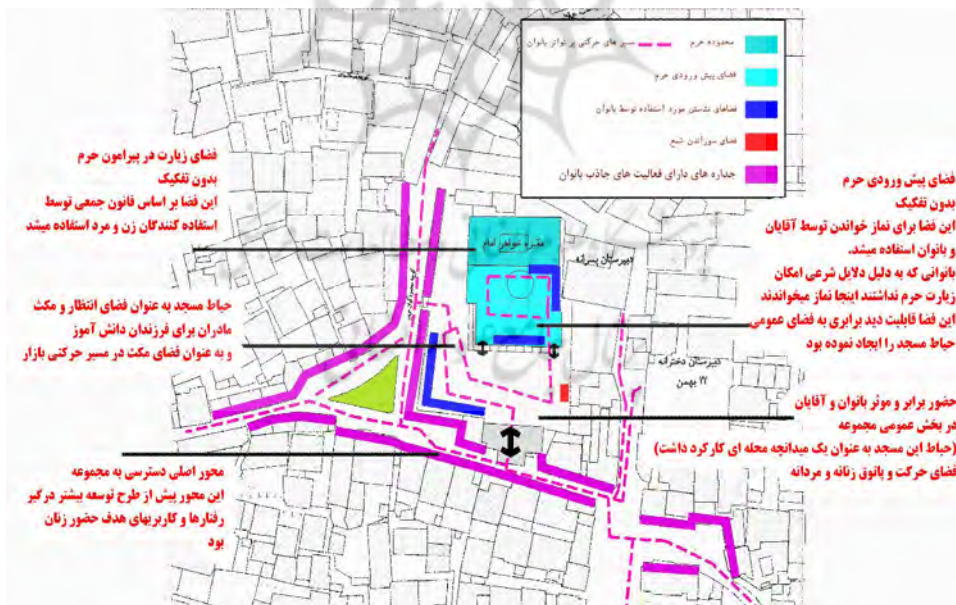 محدوده حرم
مسیر های حرکتی پر تواتر بانوان
فضای پیش ورودی حرم
فضاهای نشستن مورد استفاده توسط بانوان
فضای سوزاندن شمع
جداره های دارای فعالیت های جاذب بانوان
فضای پیش ورودی حرم
بدون تفکیک
این فضا برای نماز خواندن توسط آقایان
و بانوان استفاده میشد.
بانوانی که به دلیل دلایل شرعی امکان
زیارت حرم نداشتند اینجا نماز میخواندند
این فضا قابلیت دید برابری به فضای عمومی
حیاط مسجد را ایجاد نموده بود
حضور برابر و موثر بانوان و آقایان
در بخش عمومی مجموعه
(حیاط این مسجد به عنوان یک میدانچه محله ای کارکرد داشت)
فضای حرکت و پاتوق زنانه و مردانه
مقبره خواهر امام
دبیرستان پسرانه
دبیرستان دخترانه
۲۲ بهمن
فضای زیارت در پیرامون حرم
بدون تفکیک
این فضا بر اساس قانون جمعی توسط
استفاده کنندگان زن و مرد استفاده میشد
حیاط مسجد به عنوان فضای انتظار و مکث
مادران برای فرزندان دانش آموز
و به عنوان فضای مکث در مسیر حرکتی بازار
محور اصلی دسترسی به مجموعه
این محور پیش از طرح توسعه بیشتر درگیر
رفتارها و کاربریهای هدف حضور زنان
بود